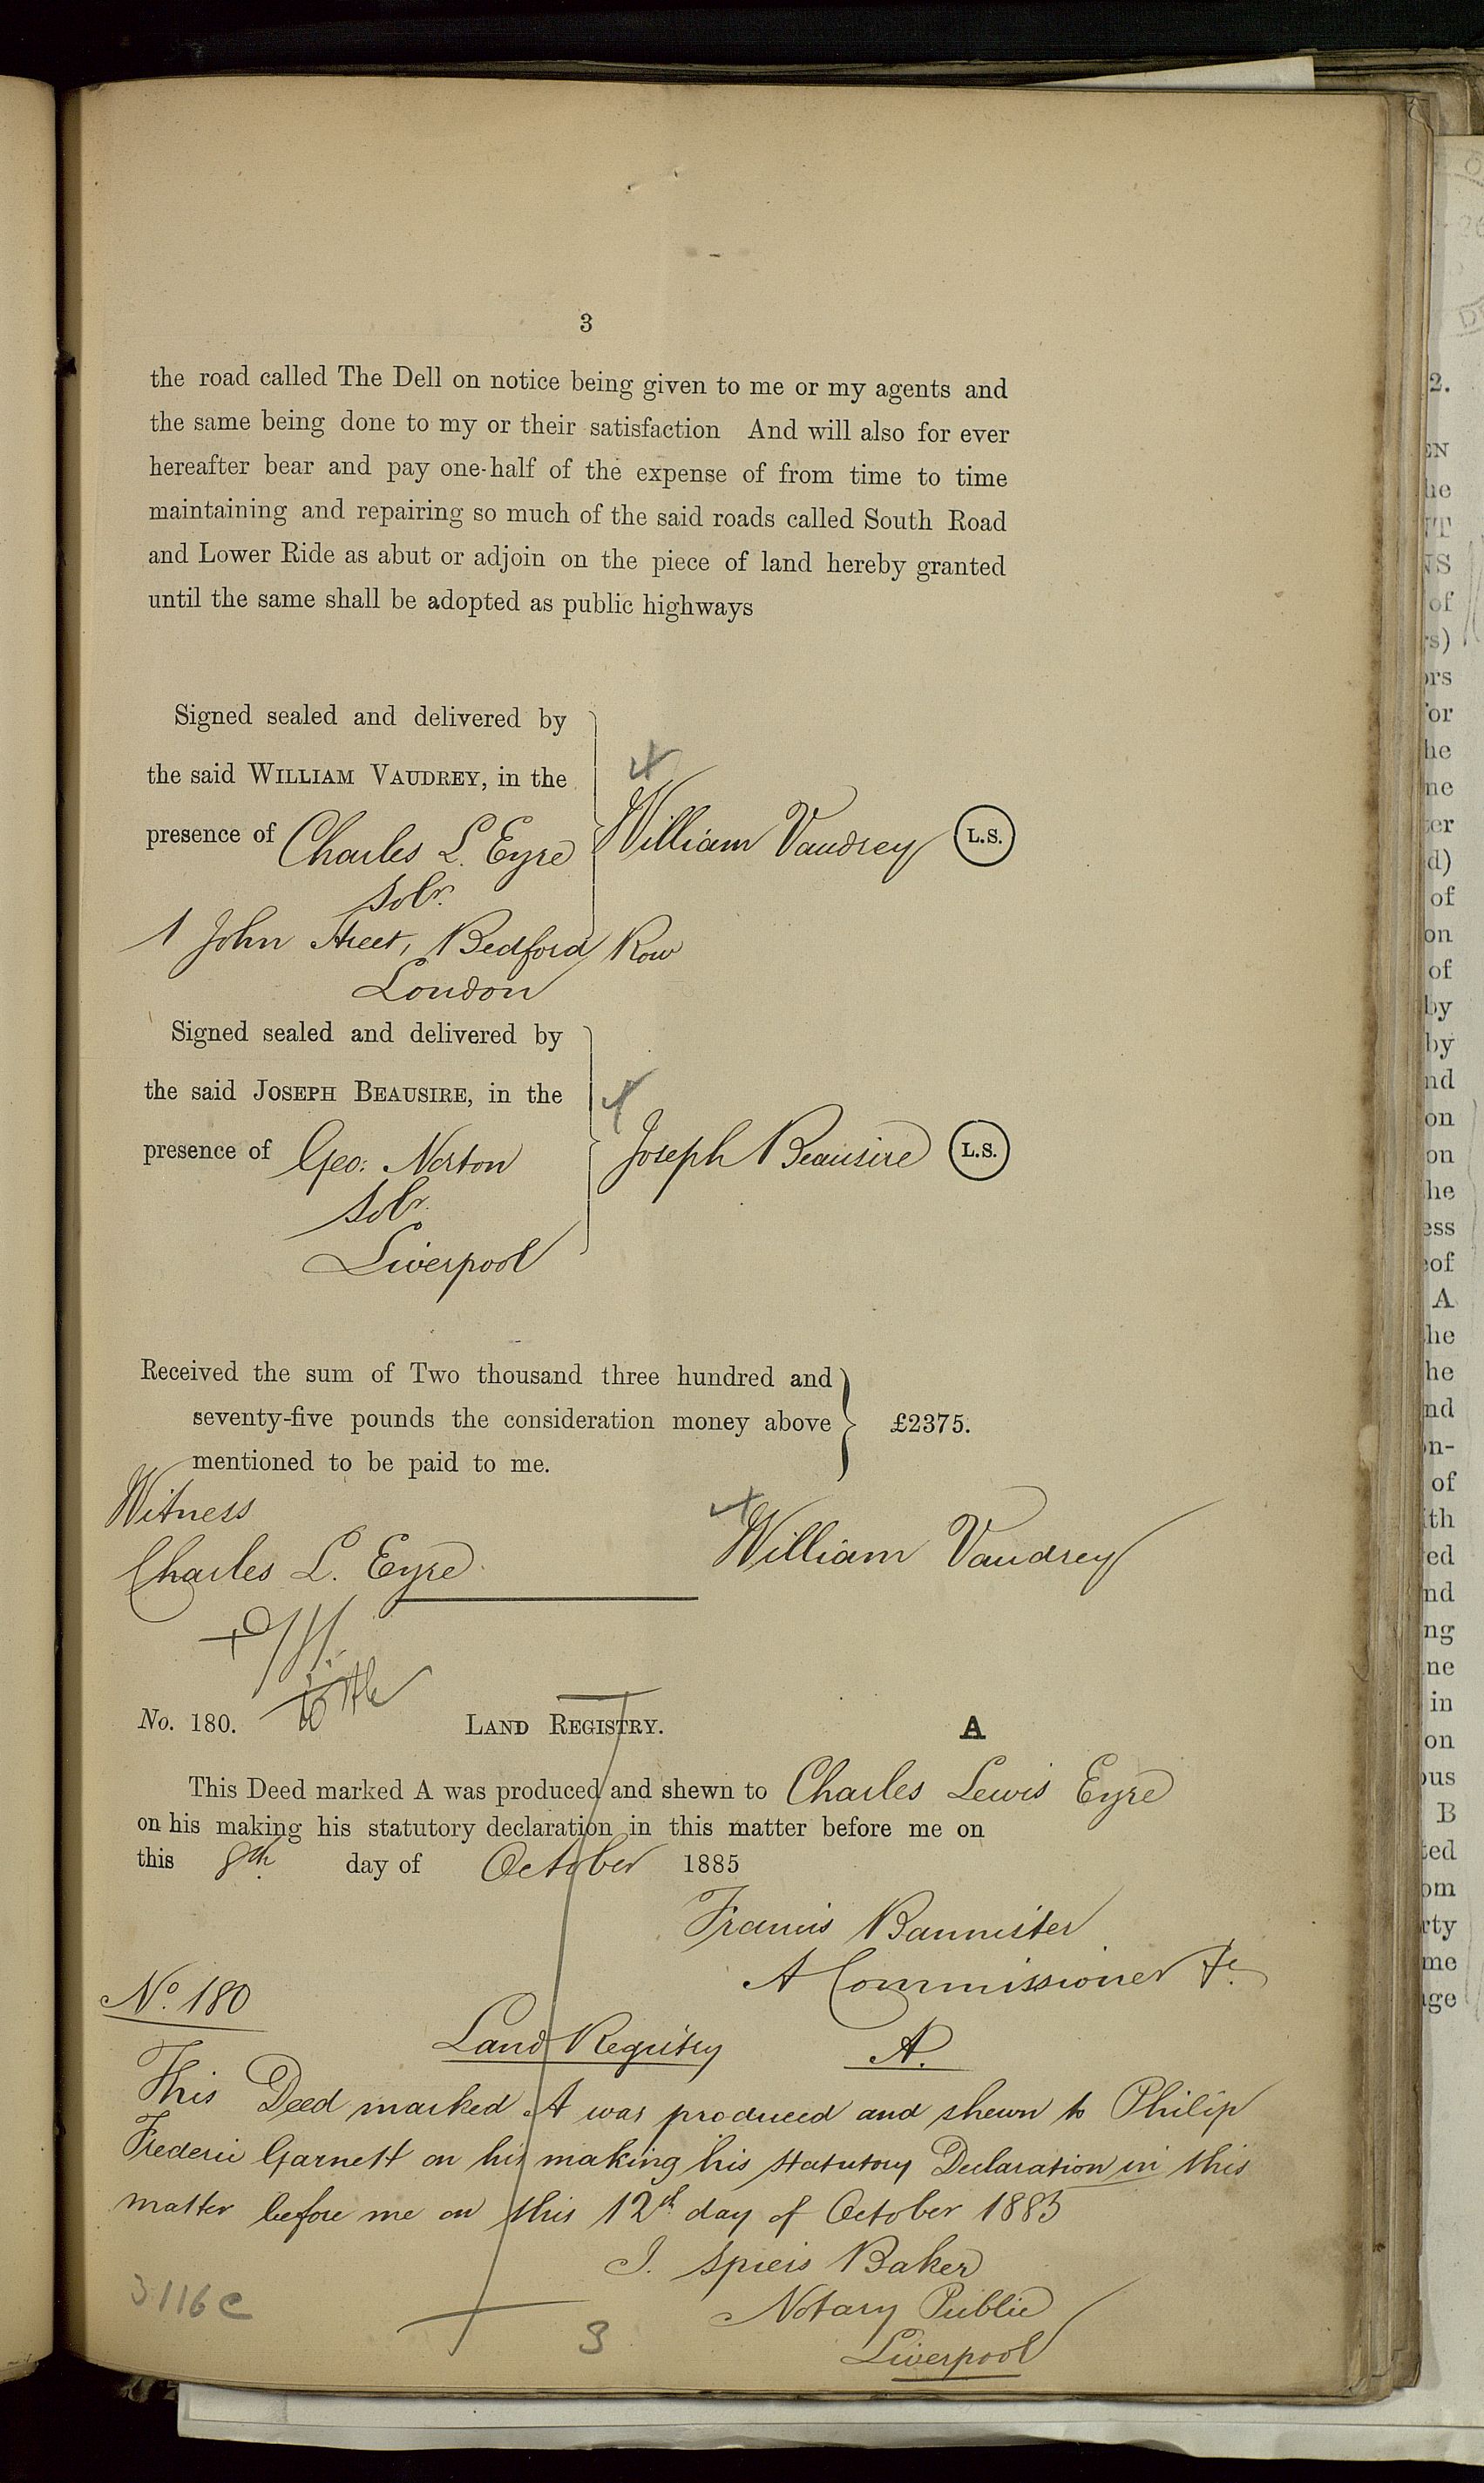 3
the road called The Dell on notice being given to me or my agents and
the same being done to my or their satisfaction And will also for ever
hereafter bear and pay one-half of the expense of from time to time
maintaining and repairing so much of the said roads called South Road
and Lower Ride as abut or adjoin on the piece of land hereby granted
until the same shall be adopted as public highways
Signed sealed and delivered by
the said WILLIAM VAUDREY, in the
presence of Charles L. Eyre
William Vaudrey L.S.
Solr.
1 John Street, Bedford Row
London
Signed sealed and delivered by
the said JOSEPH BEAUSIRE, in the
presence of Geo: Norton
Joseph Beausire L.S.
Solr.
Liverpool
Received the sum of Two thousand three hundred and
seventy-five pounds the consideration money above
mentioned to be paid to me.
£2375.
Witness
Charles L. Eyre
William Vaudrey
No. 180.
LAND REGISTRY.
A
This Deed marked A was produced and shewn to Charles Lewis Eyre
on his making his statutory declaration in this matter before me on
this 8th day of October 1885
Francis Bannister
A Commissioner &c.
No. 180
Land Registry A.
This Deed marked A was produced and shewn to Philip
Frederic Garnett on his making his statutory Declaration in this
matter before me on this 12th day of October 1885
J. Baker
Notary Public
Liverpool
3116 c
3